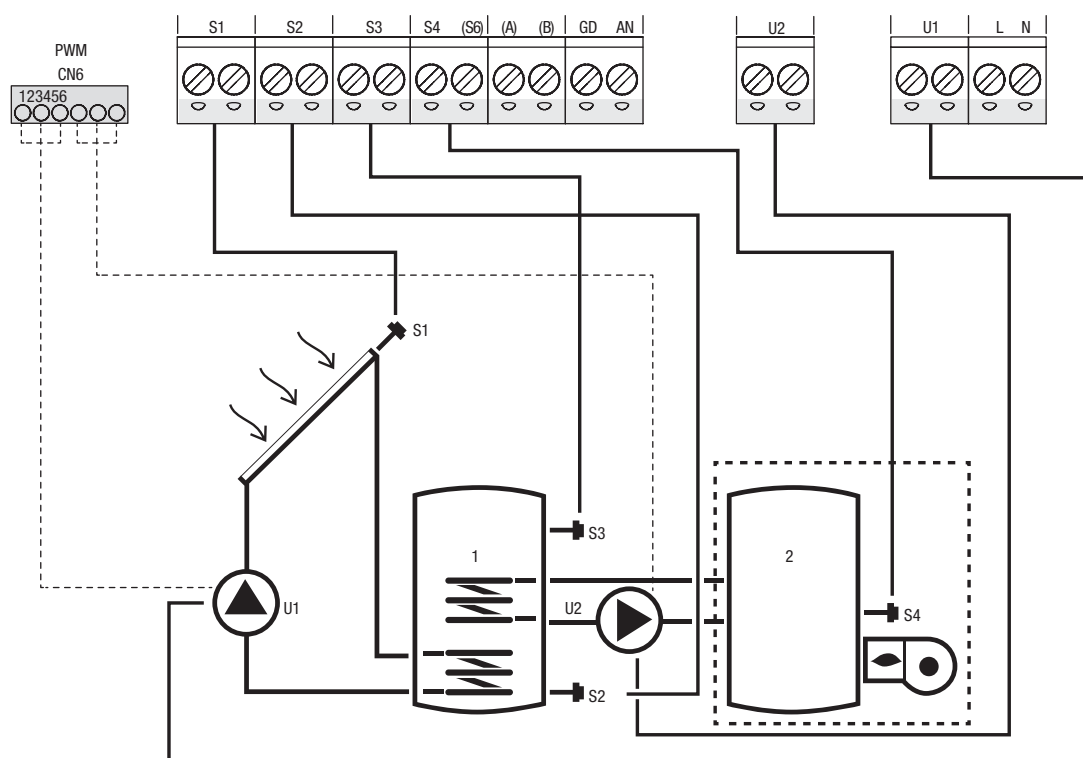 S1 S2 S3 S4 (S6) (A) (B) GD AN U2 U1 L N
PWM
CN6
123456
S1
S3
1
2
U2
U1
S4
S2